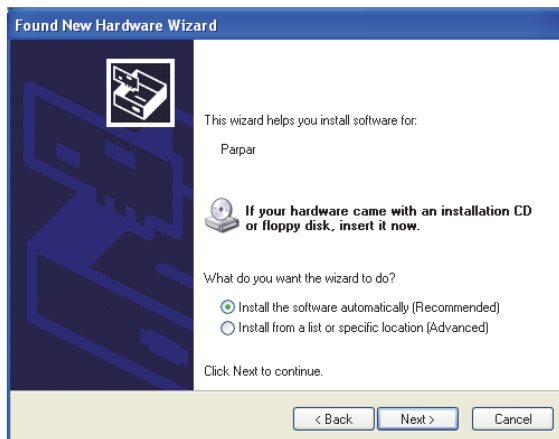 Found New Hardware Wizard
This wizard helps you install software for:
Parpar
If your hardware came with an installation CD
or floppy disk, insert it now.
What do you want the wizard to do?
Install the software automatically (Recommended)
Install from a list or specific location (Advanced)
Click Next to continue.
< Back
Next >
Cancel